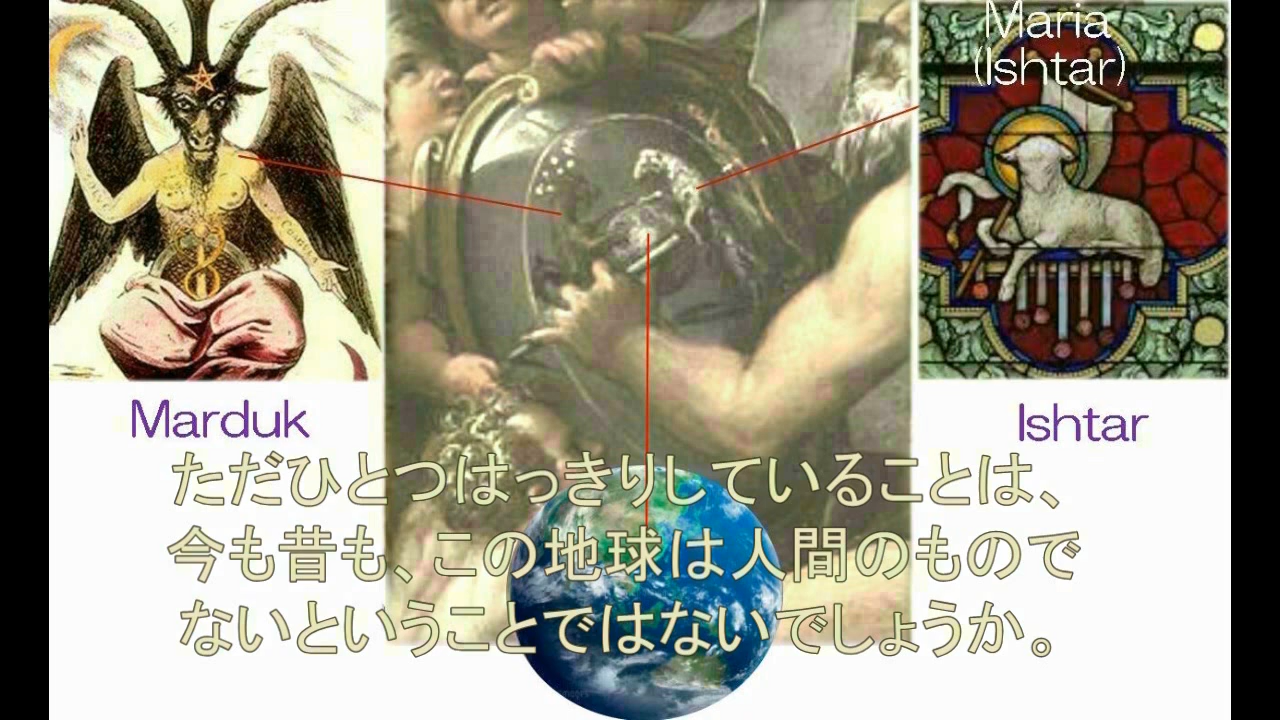 Maria
(Ishtar)
Marduk
Ishtar
ただひとつはっきりしていることは、
今も昔も、この地球は人間のもので
ないということではないでしょうか。